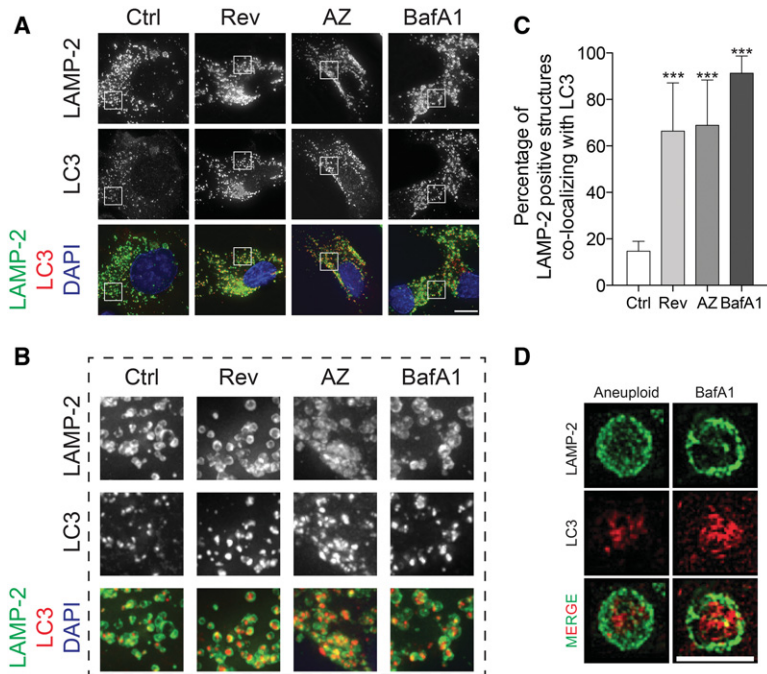 A
Ctrl Rev AZ BafA1
LAMP-2
LC3
LAMP-2
LC3
DAPI
B
Ctrl Rev AZ BafA1
LAMP-2
LC3
LAMP-2
LC3
DAPI
C
Percentage of
LAMP-2 positive structures
co-localizing with LC3
100
80
60
40
20
0
*** *** ***
Ctrl Rev AZ BafA1
D
Aneuploid BafA1
LAMP-2
LC3
MERGE